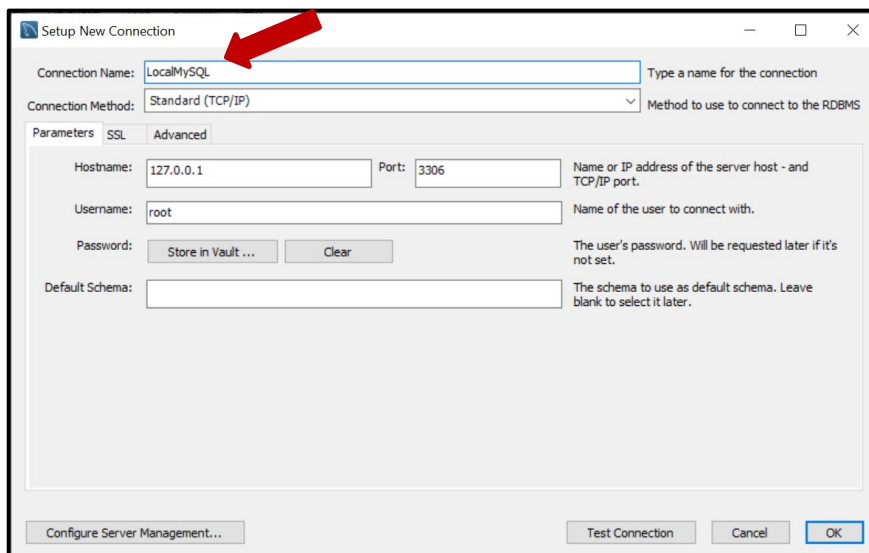 Setup New Connection
Connection Name: LocalMySQL Type a name for the connection
Connection Method: Standard (TCP/IP) Method to use to connect to the RDBMS
Parameters SSL Advanced
Hostname: 127.0.0.1 Port: 3306 Name or IP address of the server host - and
TCP/IP port.
Username: root Name of the user to connect with.
Password: Store in Vault ... Clear The user's password. Will be requested later if it's
not set.
Default Schema: The schema to use as default schema. Leave
blank to select it later.
Configure Server Management... Test Connection Cancel OK